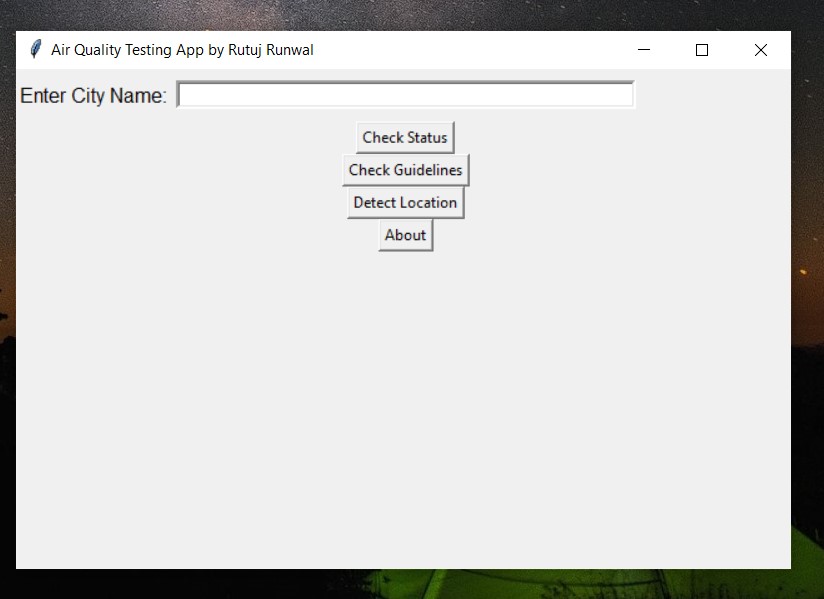 Air Quality Testing App by Rutuj Runwal
Enter City Name:
Check Status
Check Guidelines
Detect Location
About